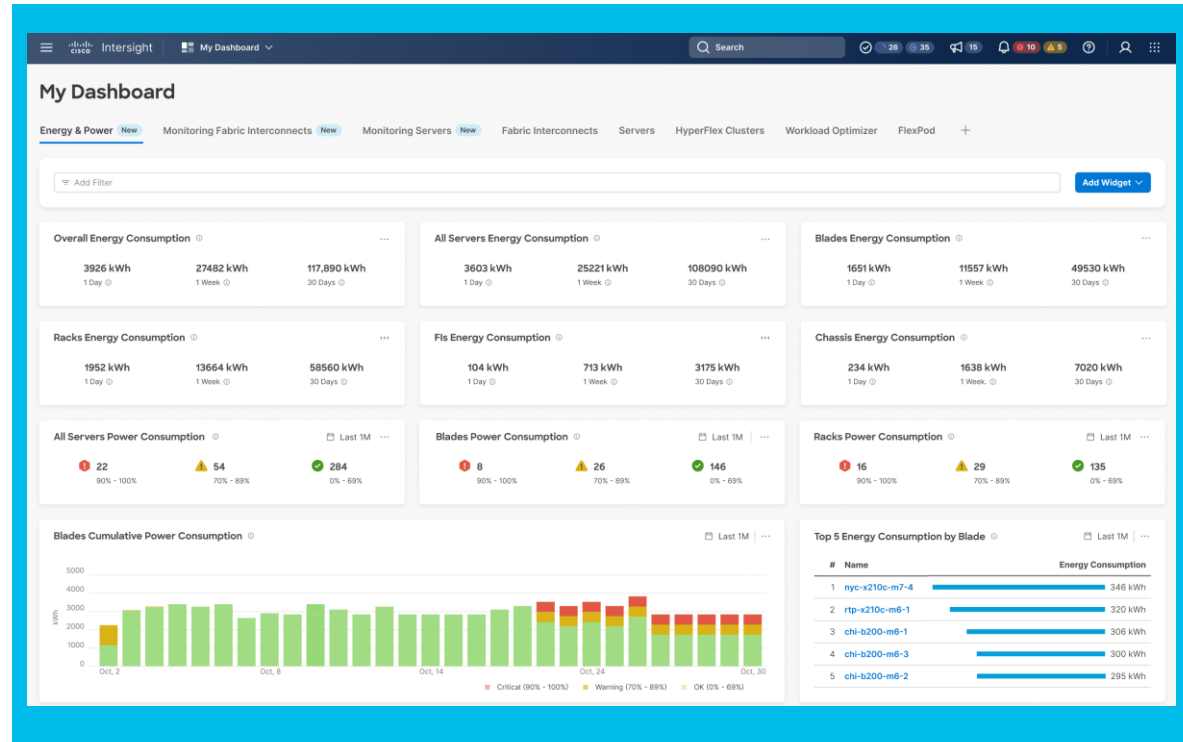 cisco Intersight My Dashboard Search 26 35 15 10 5
My Dashboard
Energy & Power New Monitoring Fabric Interconnects New Monitoring Servers New Fabric Interconnects Servers HyperFlex Clusters Workload Optimizer FlexPod
Add Filter Add Widget
Overall Energy Consumption
3926 kWh 27482 kWh 117,890 kWh
1 Day 1 Week 30 Days
All Servers Energy Consumption
3603 kWh 25221 kWh 108090 kWh
1 Day 1 Week 30 Days
Blades Energy Consumption
1651 kWh 11557 kWh 49530 kWh
1 Day 1 Week 30 Days
Racks Energy Consumption
1952 kWh 13664 kWh 58560 kWh
1 Day 1 Week 30 Days
FIs Energy Consumption
104 kWh 713 kWh 3175 kWh
1 Day 1 Week 30 Days
Chassis Energy Consumption
234 kWh 1638 kWh 7020 kWh
1 Day 1 Week. 30 Days
All Servers Power Consumption Last 1M
22 54 284
90% - 100% 70% - 89% 0% - 69%
Blades Power Consumption Last 1M
8 26 146
90% - 100% 70% - 89% 0% - 69%
Racks Power Consumption Last 1M
16 29 135
90% - 100% 70% - 89% 0% - 69%
Blades Cumulative Power Consumption Last 1M
5000
4000
3000
2000
1000
0
kWh
Oct, 2 Oct, 8 Oct, 14 Oct, 24 Oct, 30
Critical (90% - 100%) Warning (70% - 89%) OK (0% - 69%)
Top 5 Energy Consumption by Blade Last 1M
# Name Energy Consumption
1 nyc-x210c-m7-4 346 kWh
2 rtp-x210c-m6-1 320 kWh
3 chi-b200-m6-1 306 kWh
4 chi-b200-m6-3 300 kWh
5 chi-b200-m6-2 295 kWh